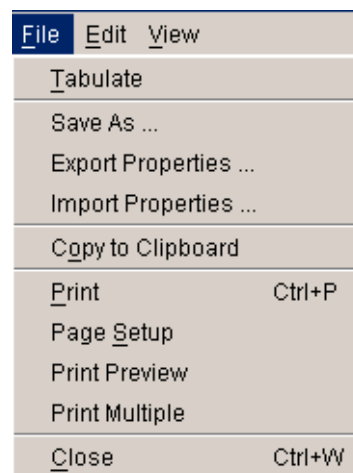 File Edit View
Tabulate
Save As ...
Export Properties ...
Import Properties ...
Copy to Clipboard
Print Ctrl+P
Page Setup
Print Preview
Print Multiple
Close Ctrl+W